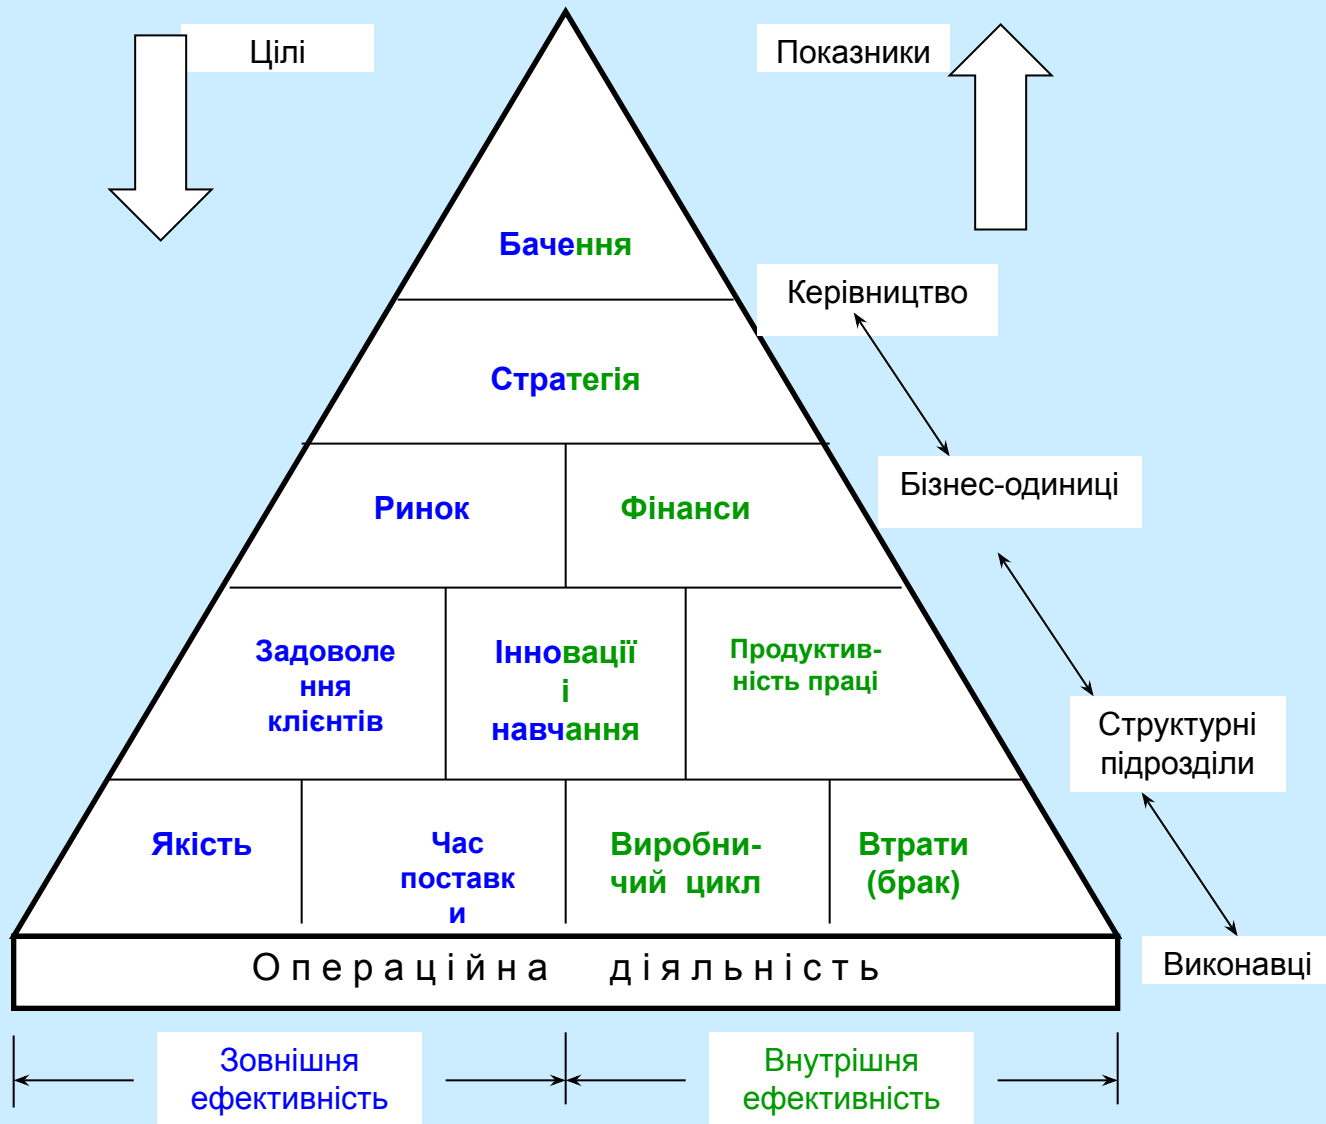 Цілі
Показники
Бачення
Керівництво
Стратегія
Бізнес-одиниці
Ринок
Фінанси
Задоволе
ння
клієнтів
Інновації
і
навчання
Продуктив-
ність праці
Структурні
підрозділи
Якість
Час
поставк
и
Виробни-
чий цикл
Втрати
(брак)
Операційна діяльність
Виконавці
Зовнішня
ефективність
Внутрішня
ефективність